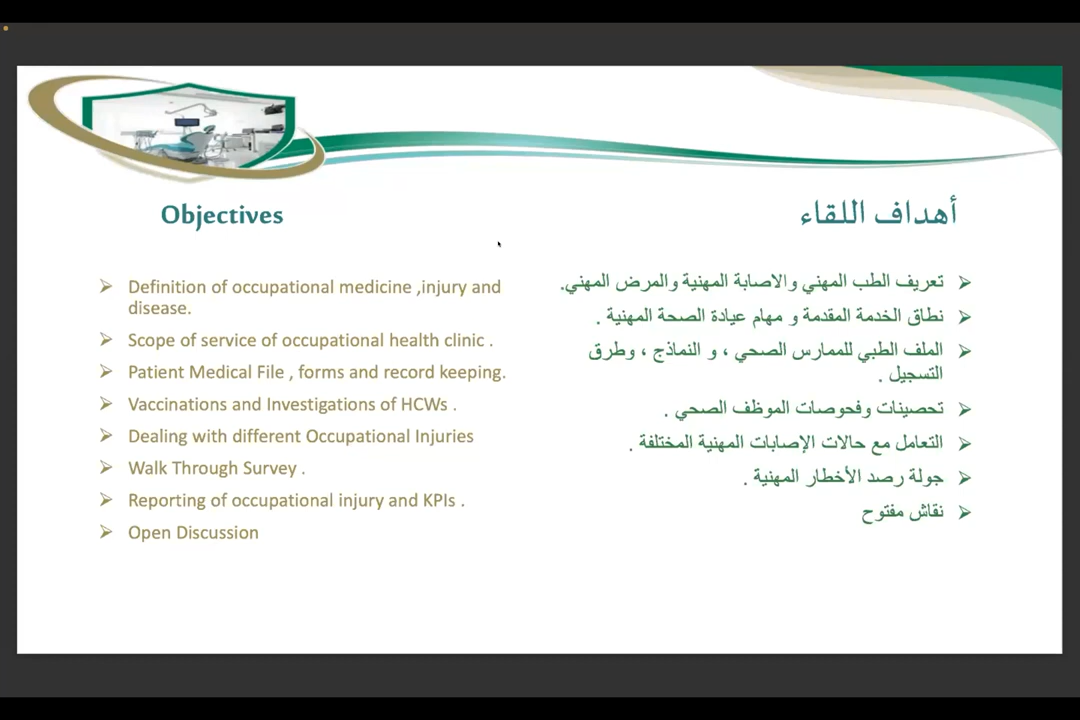 Objectives
Definition of occupational medicine ,injury and
disease.
Scope of service of occupational health clinic .
Patient Medical File , forms and record keeping.
Vaccinations and Investigations of HCWs .
Dealing with different Occupational Injuries
Walk Through Survey .
Reporting of occupational injury and KPIs .
Open Discussion
أهداف اللقاء
تعريف الطب المهني والاصابة المهنية والمرض المهني.
نطاق الخدمة المقدمة و مهام عيادة الصحة المهنية .
الملف الطبي للممارس الصحي ، و النماذج ، وطرق
التسجيل .
تحصينات وفحوصات الموظف الصحي .
التعامل مع حالات الإصابات المهنية المختلفة .
جولة رصد الأخطار المهنية .
نقاش مفتوح